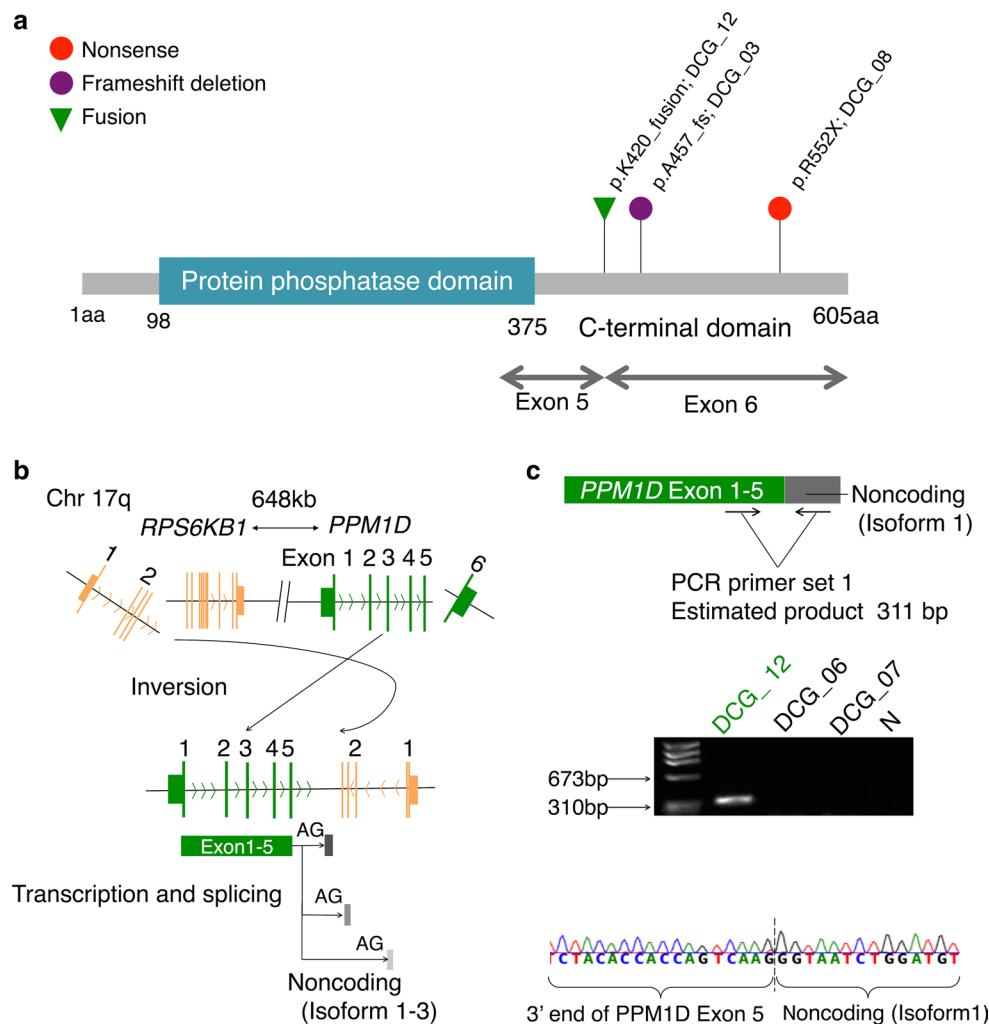 a
Nonsense
Frameshift deletion
Fusion
p.K420_fusion; DCG_12
p.A457_fs; DCG_03
p.R552X; DCG_08
Protein phosphatase domain
1aa
98
375
C-terminal domain
605aa
Exon 5
Exon 6
b
Chr 17q
648kb
RPS6KB1
PPM1D
Exon 1 2 3 4 5
6
1
2
Inversion
1 2 3 4 5 2 1
Exon1-5
AG
Transcription and splicing
AG
AG
Noncoding
(Isoform 1-3)
c
PPM1D Exon 1-5
Noncoding
(Isoform 1)
PCR primer set 1
Estimated product 311 bp
DCG_12
DCG_06
DCG_07
N
673bp
310bp
TCTACACCACCAGTCAAGGGTAATCTGGATGT
3' end of PPM1D Exon 5
Noncoding (Isoform1)